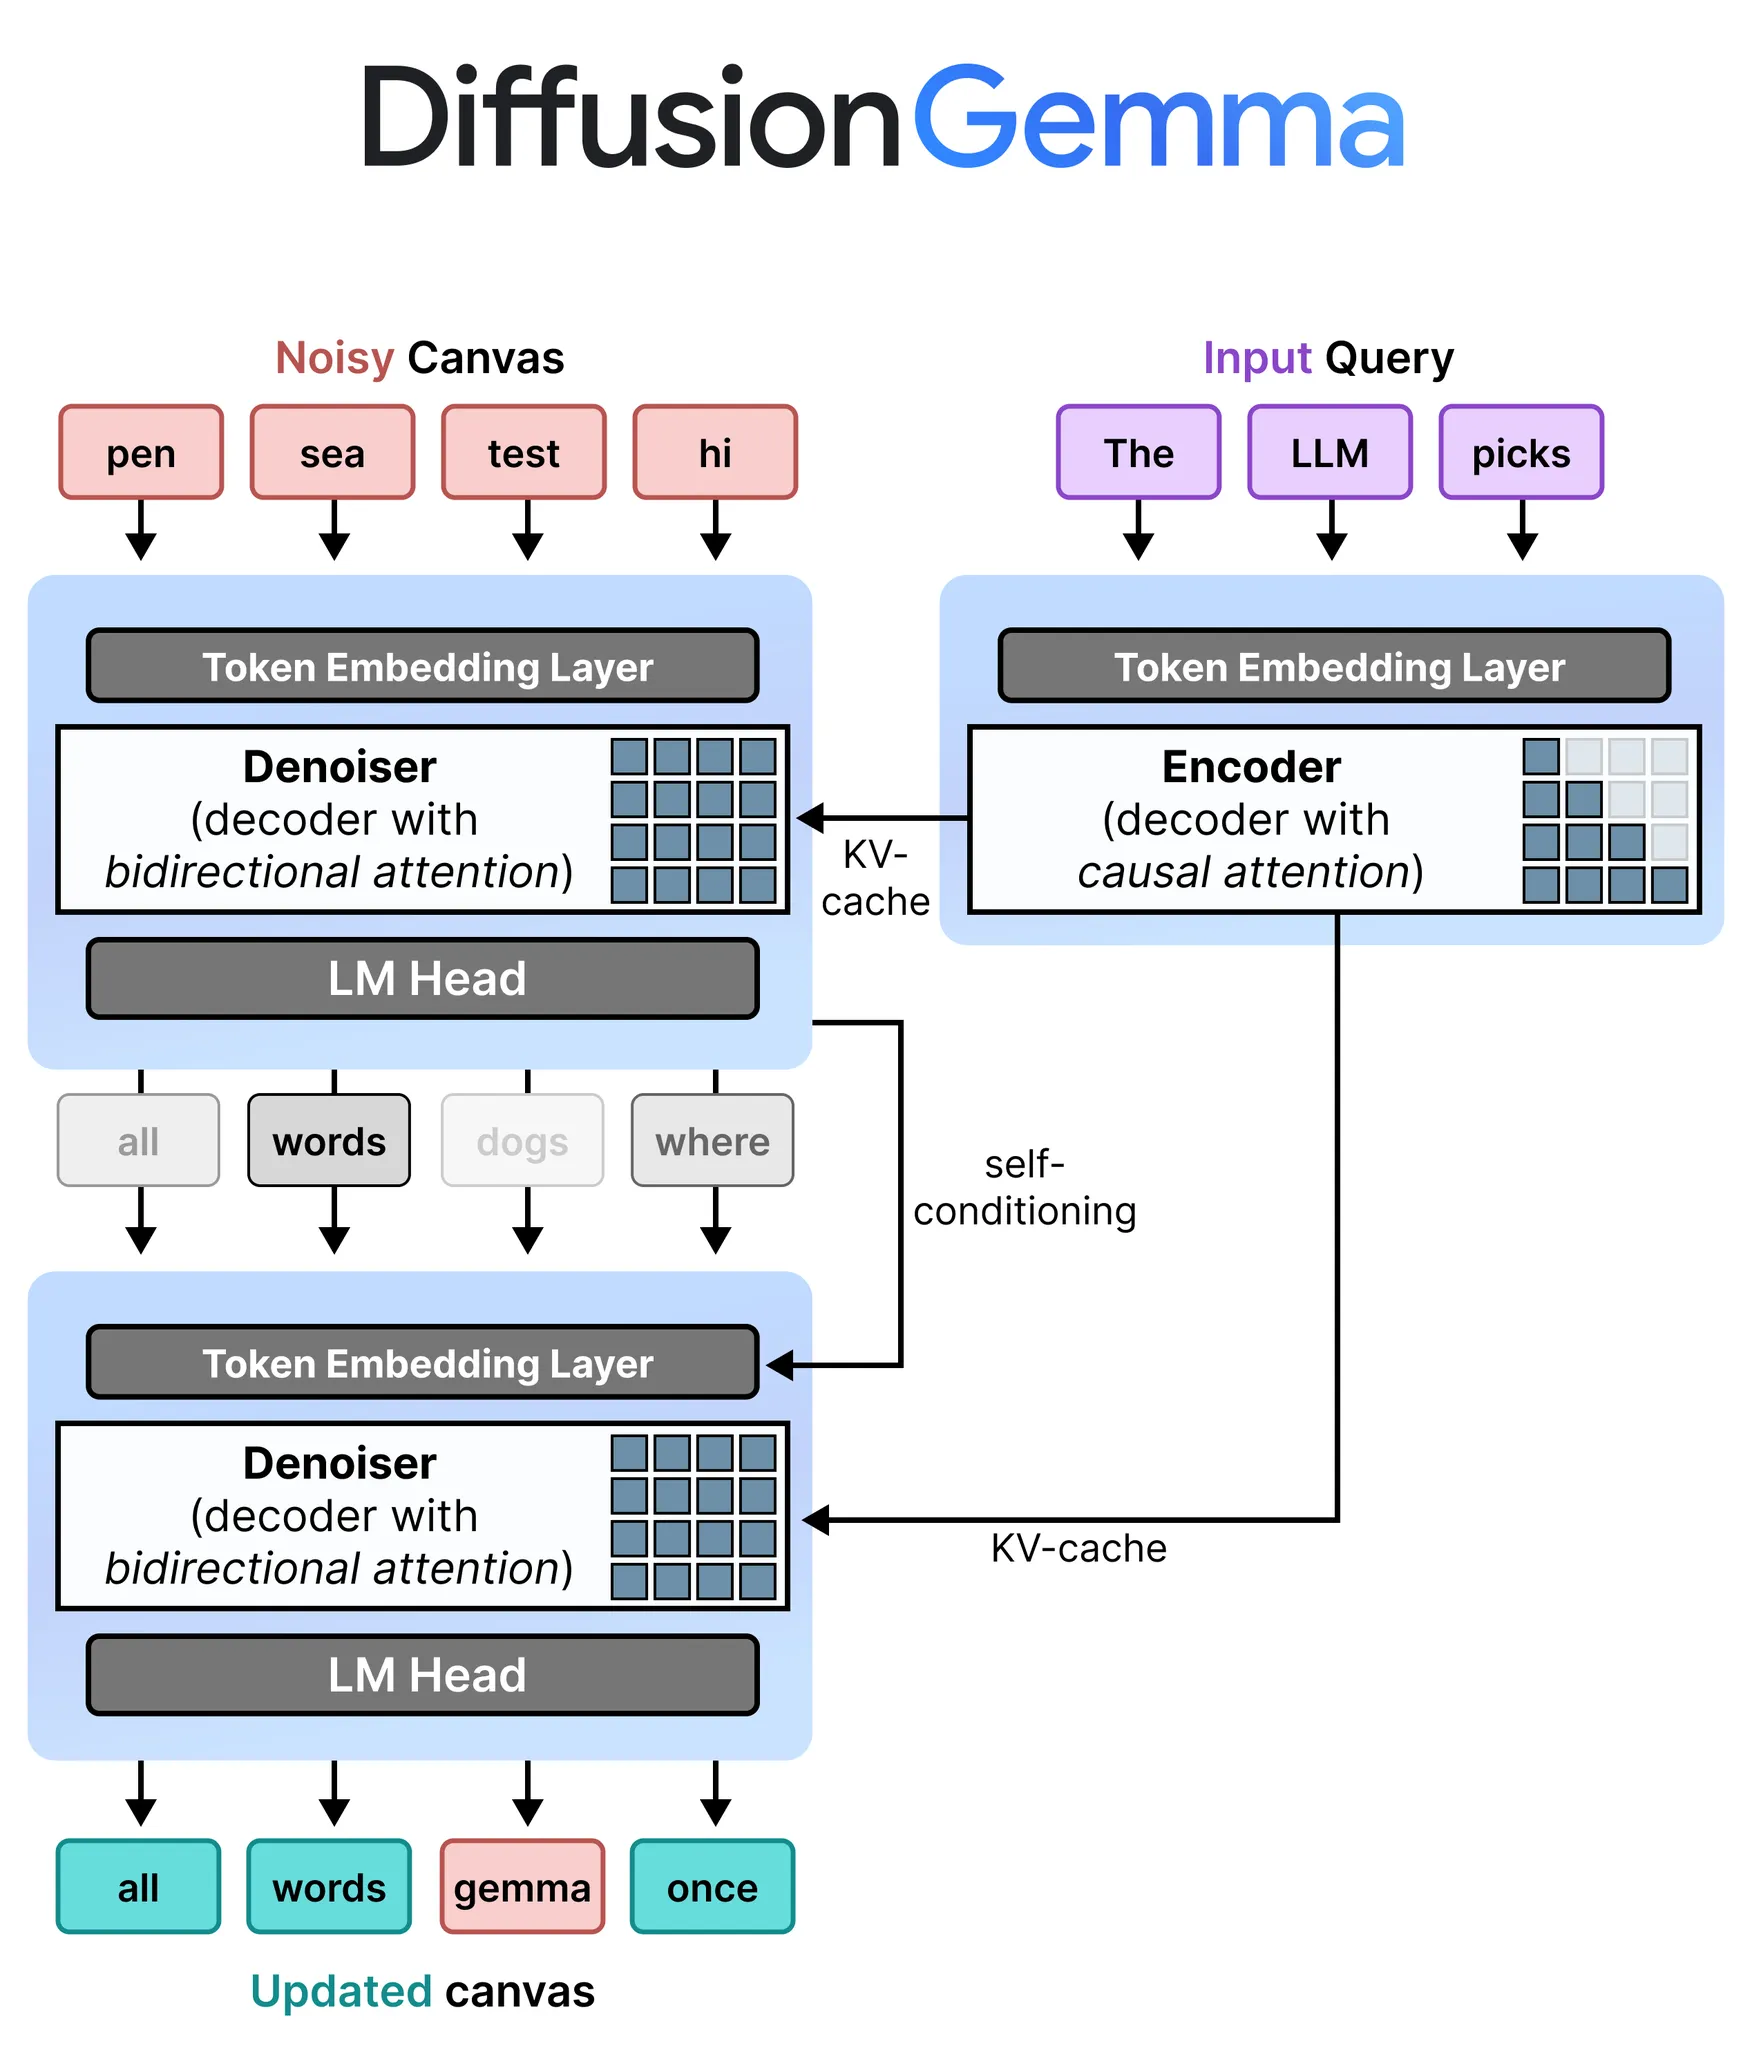 DiffusionGemma
Noisy Canvas
pen sea test hi
Input Query
The LLM picks
Token Embedding Layer
Denoiser
(decoder with
bidirectional attention)
LM Head
KV-
cache
Token Embedding Layer
Encoder
(decoder with
causal attention)
all words dogs where
self-
conditioning
Token Embedding Layer
Denoiser
(decoder with
bidirectional attention)
LM Head
KV-cache
all words gemma once
Updated canvas